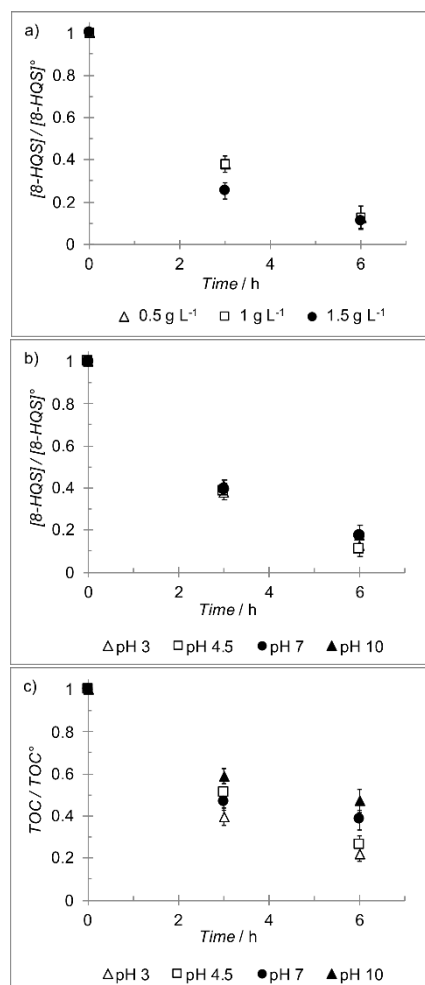 a)
1
0.8
0.6
0.4
0.2
0
[8-HQS] / [8-HQS]°
0 2 4 6
Time / h
△ 0.5 g L⁻¹ □ 1 g L⁻¹ ● 1.5 g L⁻¹
b)
1
0.8
0.6
0.4
0.2
0
[8-HQS] / [8-HQS]°
0 2 4 6
Time / h
△ pH 3 □ pH 4.5 ● pH 7 ▲ pH 10
c)
1
0.8
0.6
0.4
0.2
0
TOC / TOC°
0 2 4 6
Time / h
△ pH 3 □ pH 4.5 ● pH 7 ▲ pH 10